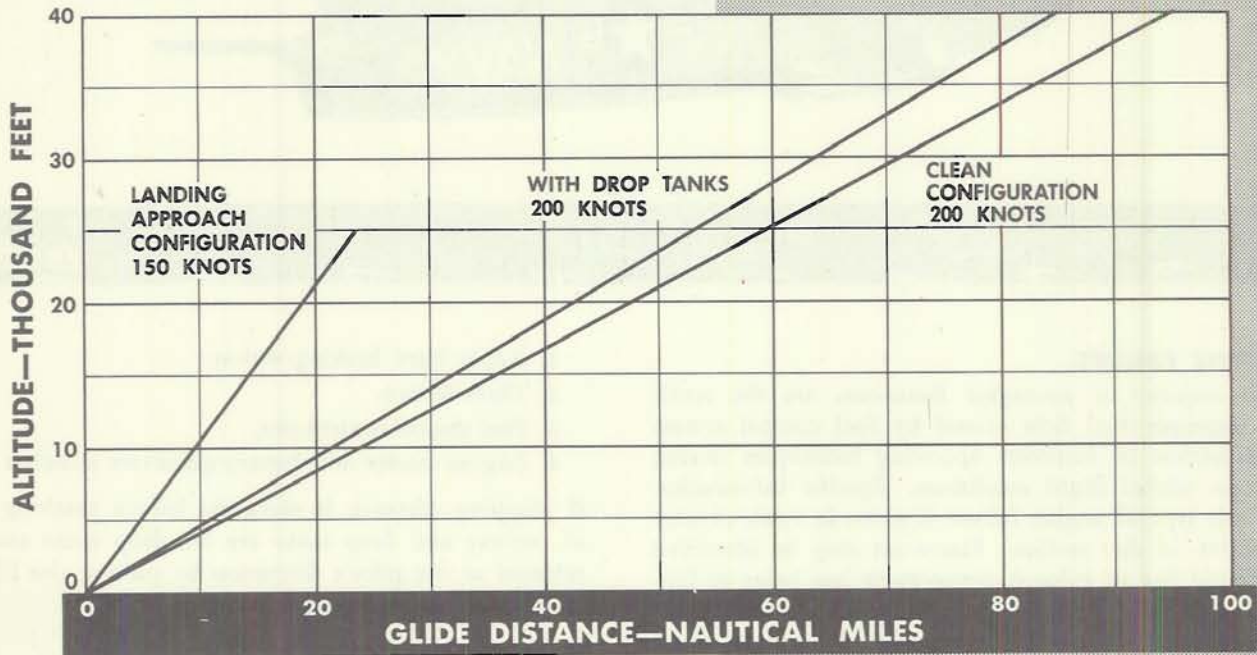 40
30
20
10
0
ALTITUDE—THOUSAND FEET
LANDING
APPROACH
CONFIGURATION
150 KNOTS
WITH DROP TANKS
200 KNOTS
CLEAN
CONFIGURATION
200 KNOTS
0 20 40 60 80 100
GLIDE DISTANCE—NAUTICAL MILES